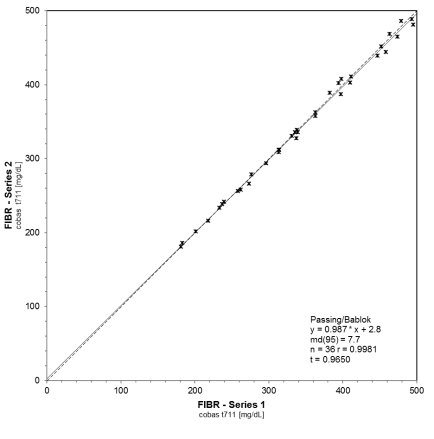 500
400
300
200
100
0
FIBR - Series 2
cobas t711 [mg/dL]
Passing/Bablok
y = 0.987 * x + 2.8
md(95) = 7.7
n = 36 r = 0.9981
t = 0.9650
0 100 200 300 400 500
FIBR - Series 1
cobas t711 [mg/dL]